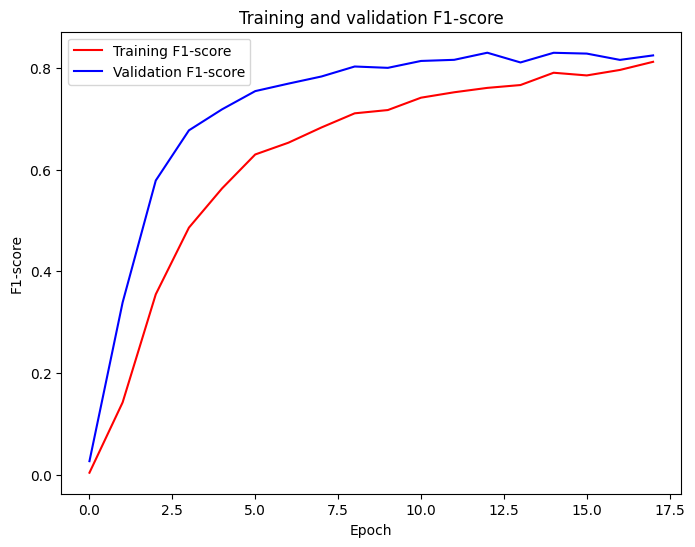 Training and validation F1-score
Training F1-score
Validation F1-score
0.8
0.6
0.4
0.2
0.0
F1-score
0.0 2.5 5.0 7.5 10.0 12.5 15.0 17.5
Epoch